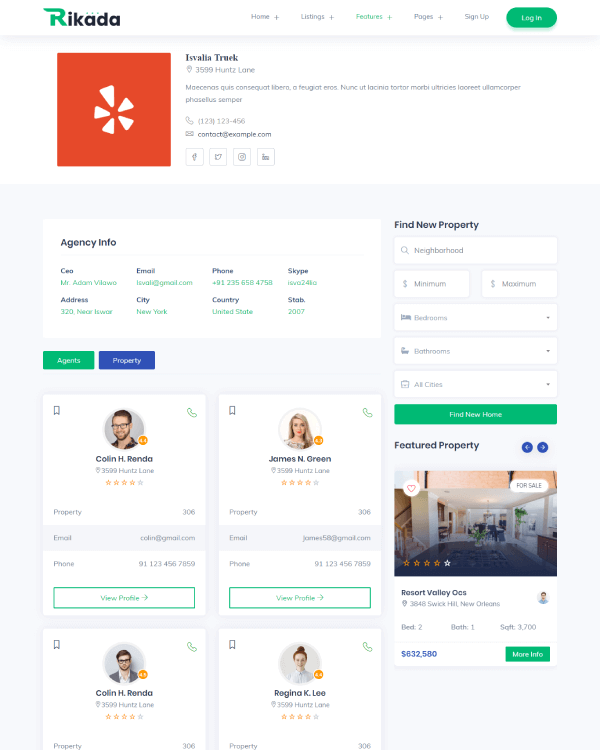 Rikada
Home + Listings + Features + Pages + Sign Up Log In
Isvalia Truek
3599 Huntz Lane
Maecenas quis consequat libero, a feugiat eros. Nunc ut lacinia tortor morbi ultricies laoreet ullamcorper
phasellus semper
(123) 123-456
contact@example.com
Agency Info
Ceo Email Phone Skype
Mr. Adam Vilawo Isvali@gmail.com +91 235 658 4758 isva24lia
Address City Country Stab.
320, Near Iswar New York United State 2007
Agents Property
Colin H. Renda
3599 Huntz Lane
4.4
Property 306
Email colin@gmail.com
Phone 91 123 456 7859
View Profile
James N. Green
3599 Huntz Lane
Property 306
Email james58@gmail.com
Phone 91 123 456 7859
View Profile
Colin H. Renda
3599 Huntz Lane
Property 306
Regina K. Lee
3599 Huntz Lane
Property 306
Find New Property
Neighborhood
$ Minimum $ Maximum
Bedrooms
Bathrooms
All Cities
Find New Home
Featured Property
FOR SALE
Resort Valley Ocs
3848 Swick Hill, New Orleans
Bed: 2 Bath: 1 Sqft: 3,700
$632,580 More Info